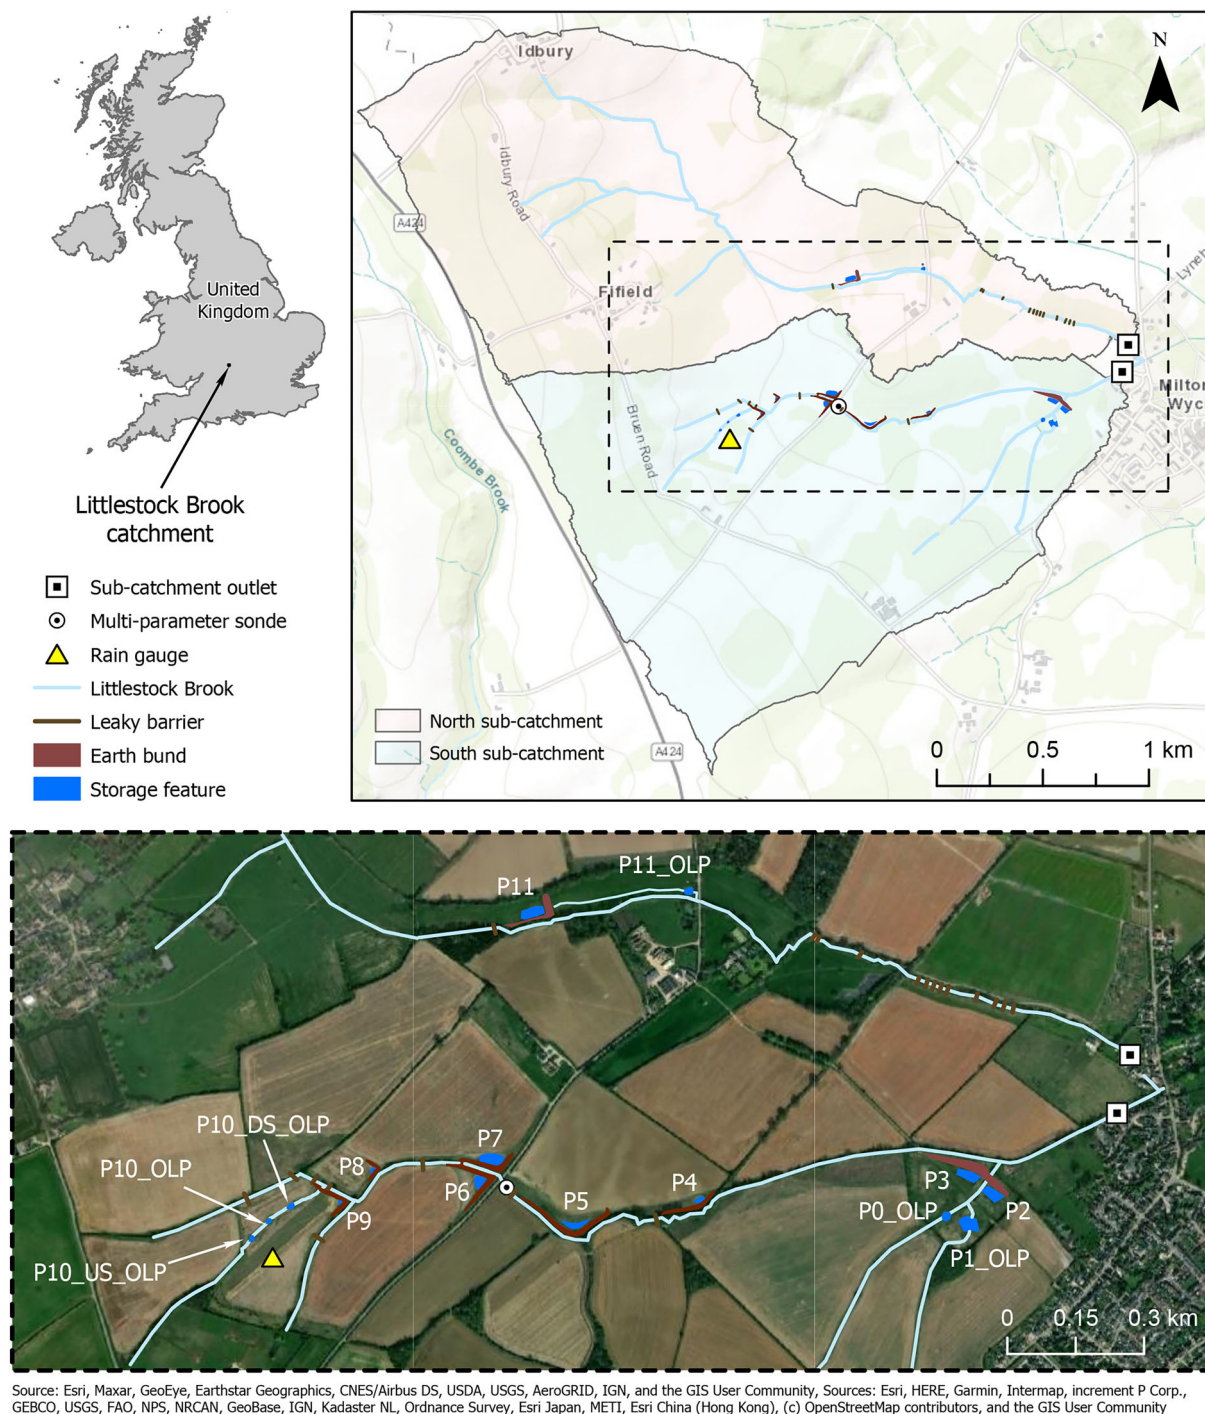 United
Kingdom
Littlestock Brook
catchment
Sub-catchment outlet
Multi-parameter sonde
Rain gauge
Littlestock Brook
Leaky barrier
Earth bund
Storage feature
Idbury
N
Idbury Road
A424
Lyneh
Fifield
Milton
Wyc
Bruen Road
Coombe Brook
A424
North sub-catchment
South sub-catchment
0 0.5 1 km
P11_OLP
P11
P10_DS_OLP
P10_OLP
P10_US_OLP
P8
P9
P7
P6
P5
P4
P3
P2
P0_OLP
P1_OLP
0 0.15 0.3 km
Source: Esri, Maxar, GeoEye, Earthstar Geographics, CNES/Airbus DS, USDA, USGS, AeroGRID, IGN, and the GIS User Community, Sources: Esri, HERE, Garmin, Intermap, increment P Corp.,
GEBCO, USGS, FAO, NPS, NRCAN, GeoBase, IGN, Kadaster NL, Ordnance Survey, Esri Japan, METI, Esri China (Hong Kong), (c) OpenStreetMap contributors, and the GIS User Community